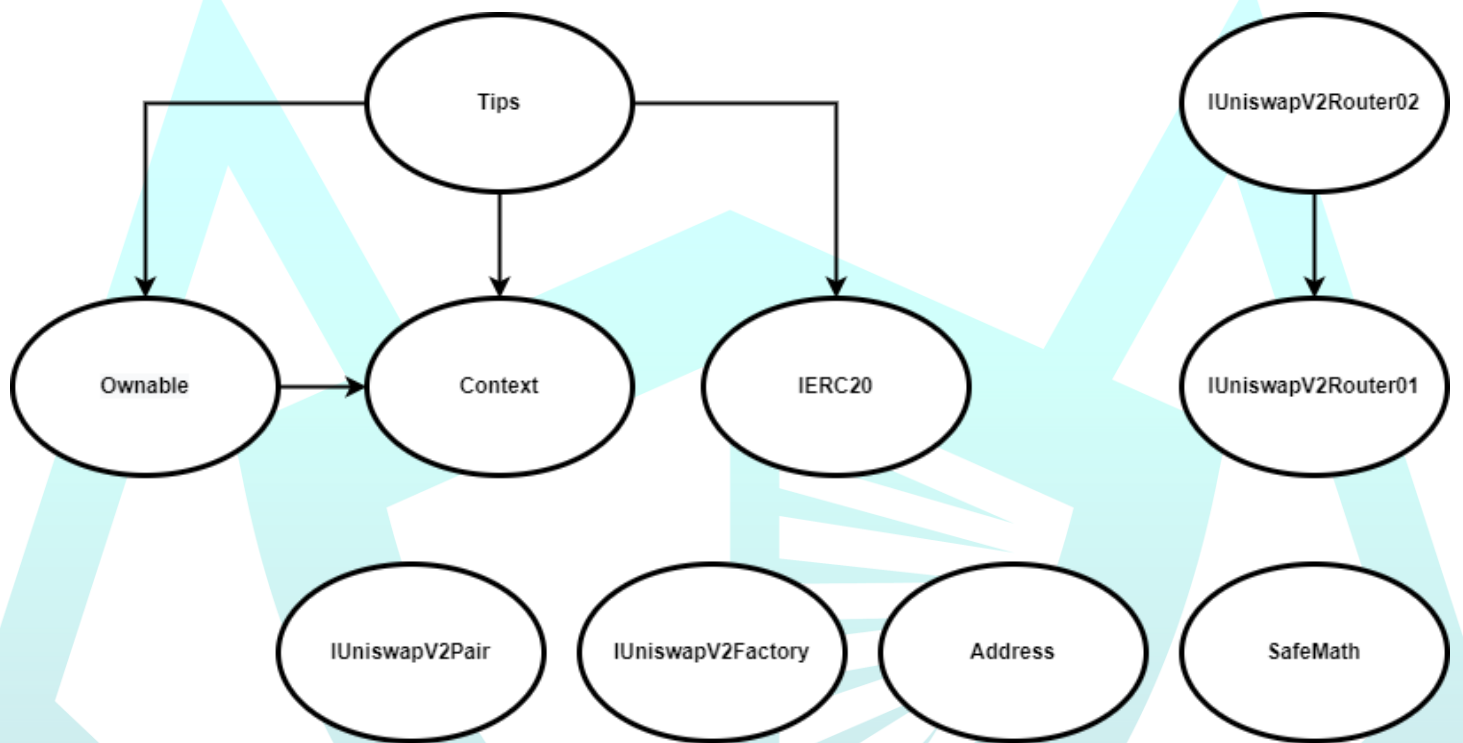 Tips
IUniswapV2Router02
Ownable
Context
IERC20
IUniswapV2Router01
IUniswapV2Pair
IUniswapV2Factory
Address
SafeMath